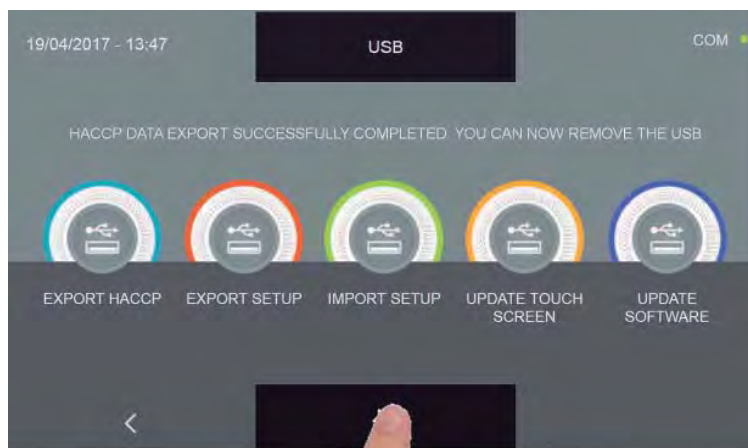 19/04/2017 - 13:47
USB
COM
HACCP DATA EXPORT SUCCESSFULLY COMPLETED YOU CAN NOW REMOVE THE USB
EXPORT HACCP
EXPORT SETUP
IMPORT SETUP
UPDATE TOUCH
SCREEN
UPDATE
SOFTWARE